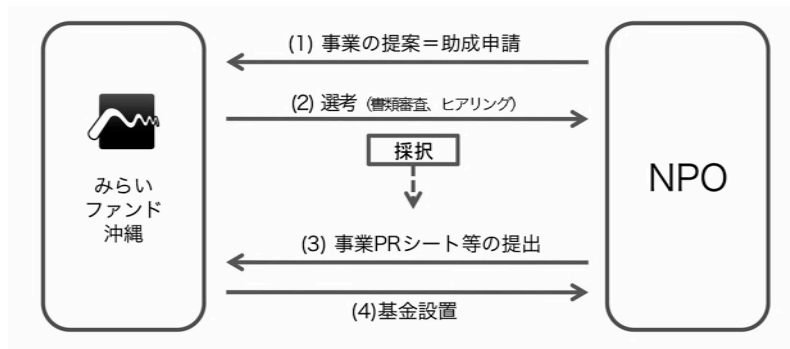 (1) 事業の提案＝助成申請
(2) 選考（書類審査、ヒアリング）
採択
みらい
ファンド
沖縄
NPO
(3) 事業PRシート等の提出
(4)基金設置